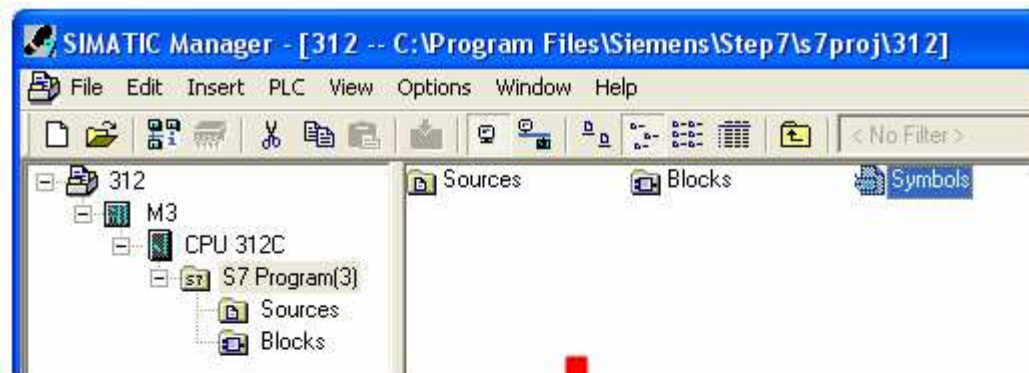 SIMATIC Manager - [312 -- C:\Program Files\Siemens\Step7\s7proj\312]
File Edit Insert PLC View Options Window Help
< No Filter >
312
M3
CPU 312C
S7 Program(3)
Sources
Blocks
Sources Blocks Symbols